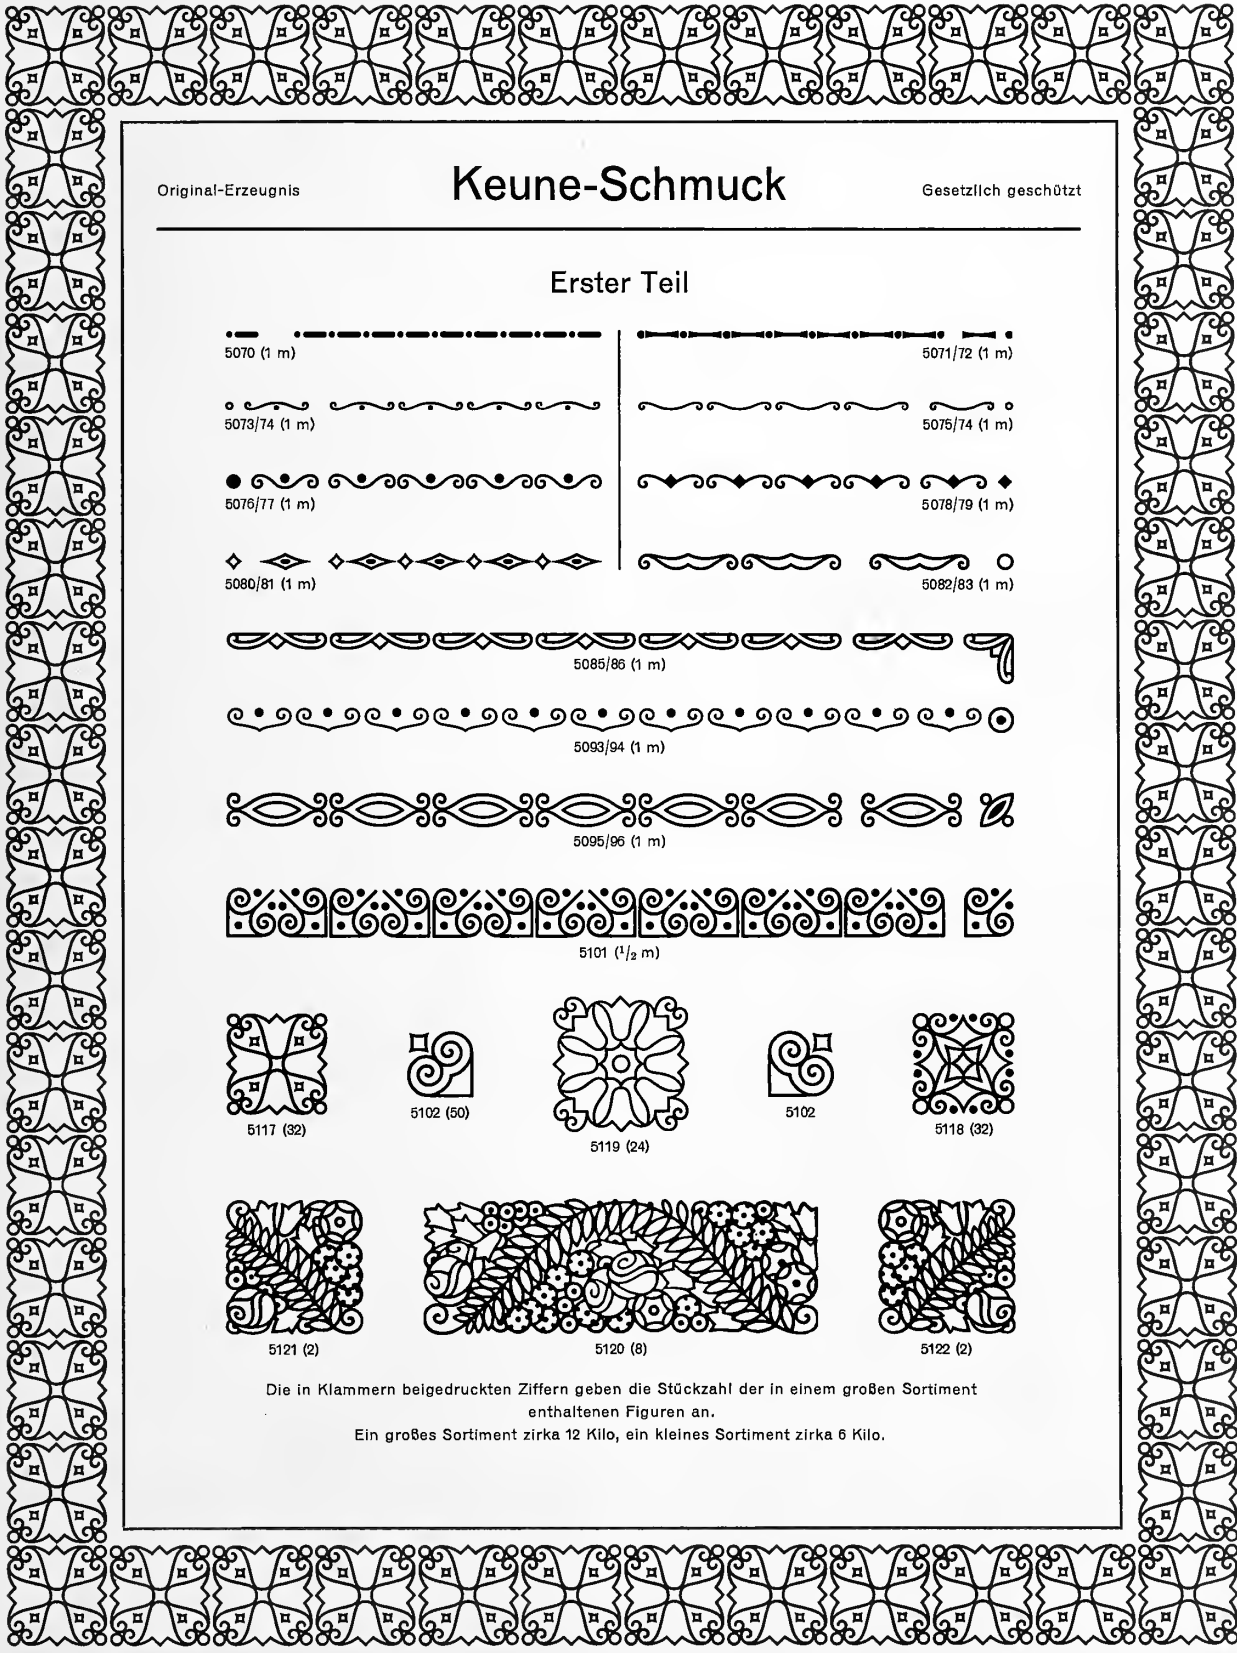 Original-Erzeugnis
Keune-Schmuck
Gesetzlich geschützt
Erster Teil
5070 (1 m)
5071/72 (1 m)
5073/74 (1 m)
5075/74 (1 m)
5076/77 (1 m)
5078/79 (1 m)
5080/81 (1 m)
5082/83 (1 m)
5085/86 (1 m)
5093/94 (1 m)
5095/96 (1 m)
5101 (1/2 m)
5117 (32)
5102 (50)
5119 (24)
5102
5118 (32)
5121 (2)
5120 (8)
5122 (2)
Die in Klammern beigedruckten Ziffern geben die Stückzahl der in einem großen Sortiment
enthaltenen Figuren an.
Ein großes Sortiment zirka 12 Kilo, ein kleines Sortiment zirka 6 Kilo.